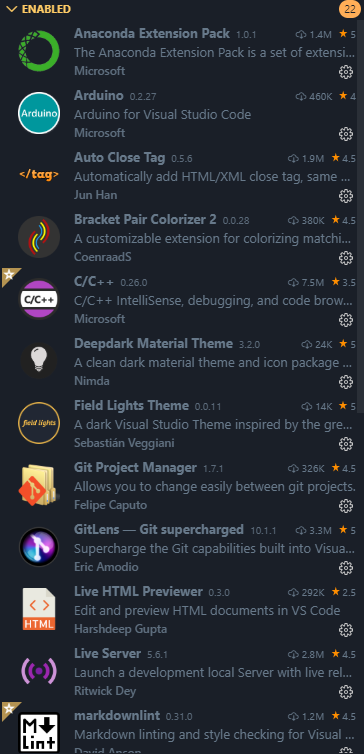 ENABLED 22
Anaconda Extension Pack 1.0.1 1.4M 5
The Anaconda Extension Pack is a set of extensi...
Microsoft
Arduino 0.2.27 460K 4
Arduino
Arduino for Visual Studio Code
Microsoft
Auto Close Tag 0.5.6 1.9M 4.5
</tag>
Automatically add HTML/XML close tag, same ...
Jun Han
Bracket Pair Colorizer 2 0.0.28 380K 4.5
A customizable extension for colorizing matchi...
CoenraadS
C/C++ 0.26.0 7.5M 3.5
C/C++
C/C++ IntelliSense, debugging, and code brow...
Microsoft
Deepdark Material Theme 3.2.0 24K 5
A clean dark material theme and icon package ...
Nimda
Field Lights Theme 0.0.11 14K 5
field lights
A dark Visual Studio Theme inspired by the gre...
Sebastián Veggiani
Git Project Manager 1.7.1 326K 4.5
Allows you to change easily between git projects.
Felipe Caputo
GitLens — Git supercharged 10.1.1 3.3M 5
Supercharge the Git capabilities built into Visua...
Eric Amodio
Live HTML Previewer 0.3.0 292K 2.5
<>
HTML
Edit and preview HTML documents in VS Code
Harshdeep Gupta
Live Server 5.6.1 2.8M 4.5
Launch a development local Server with live rel...
Ritwick Dey
markdownlint 0.31.0 1.2M 4.5
M
lint
Markdown linting and style checking for Visual ...
David Anson